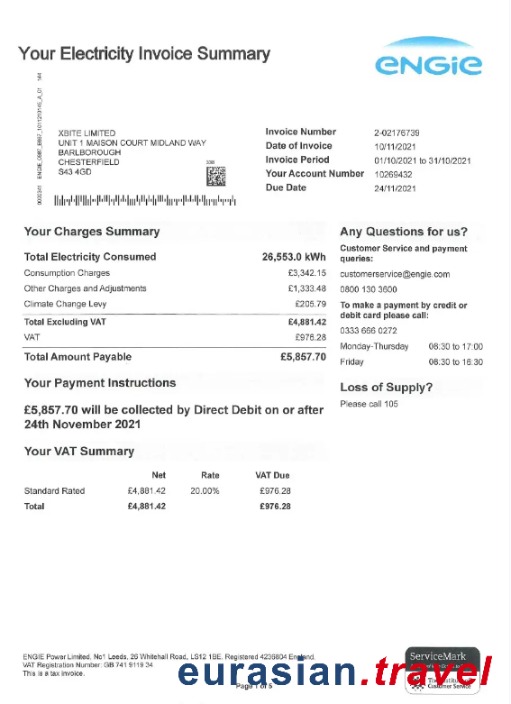 Your Electricity Invoice Summary
ENGIE
XBITE LIMITED
UNIT 1 MAISON COURT MIDLAND WAY
BARLBOROUGH
CHESTERFIELD
S43 4GD
Invoice Number 2-02176739
Date of Invoice 10/11/2021
Invoice Period 01/10/2021 to 31/10/2021
Your Account Number 10269432
Due Date 24/11/2021
Your Charges Summary
Total Electricity Consumed 26,553.0 kWh
Consumption Charges £3,342.15
Other Charges and Adjustments £1,333.48
Climate Change Levy £205.79
Total Excluding VAT £4,881.42
VAT £976.28
Total Amount Payable £5,857.70
Your Payment Instructions
£5,857.70 will be collected by Direct Debit on or after
24th November 2021
Your VAT Summary
Net Rate VAT Due
Standard Rated £4,881.42 20.00% £976.28
Total £4,881.42 £976.28
Any Questions for us?
Customer Service and payment
queries:
customerservice@engie.com
0800 130 3600
To make a payment by credit or
debit card please call:
0333 666 0272
Monday-Thursday 08:30 to 17:00
Friday 08:30 to 16:30
Loss of Supply?
Please call 105
ENGIE Power Limited, No1 Leeds, 26 Whitehall Road, LS12 1BE. Registered 4236804 England
VAT Registration Number: GB 741 9119 34
This is a tax invoice.
Page 1 of 5
ServiceMark
Customer Service
eurasian.travel